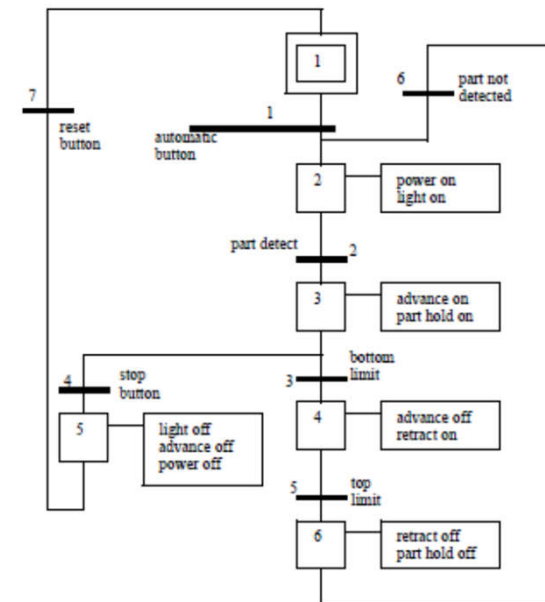 1
6
part not
detected
7
reset
button
1
automatic
button
2
power on
light on
part detect
2
3
advance on
part hold on
4
stop
button
3
bottom
limit
5
light off
advance off
power off
4
advance off
retract on
5
top
limit
6
retract off
part hold off